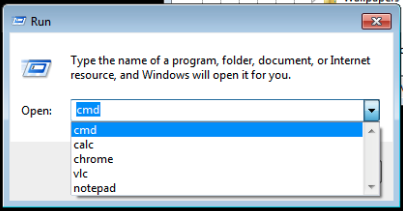 Wallpapers
Run
Type the name of a program, folder, document, or Internet
resource, and Windows will open it for you.
Open:
cmd
cmd
calc
chrome
vlc
notepad